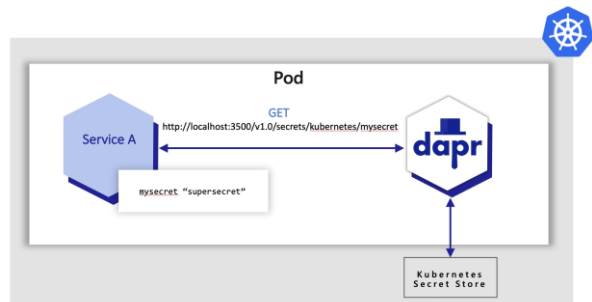 Pod
GET
http://localhost:3500/v1.0/secrets/kubernetes/mysecret
Service A
dapr
mysecret "supersecret"
Kubernetes
Secret Store